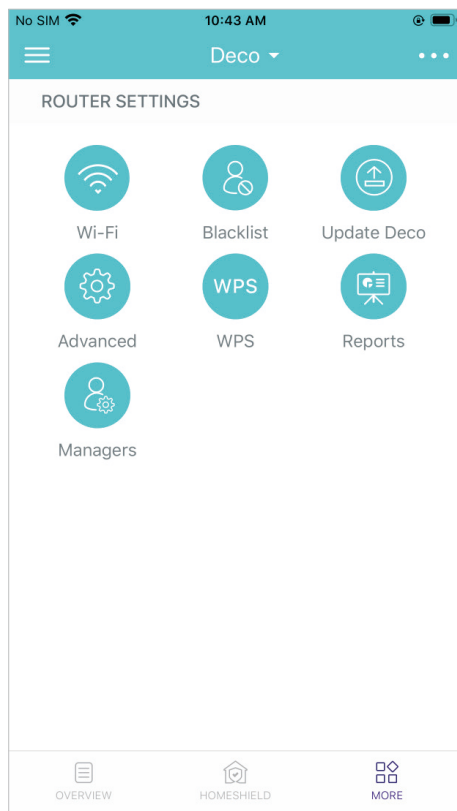 No SIM 10:43 AM
Deco
ROUTER SETTINGS
Wi-Fi Blacklist Update Deco
WPS
Advanced WPS Reports
Managers
OVERVIEW HOMESHIELD MORE